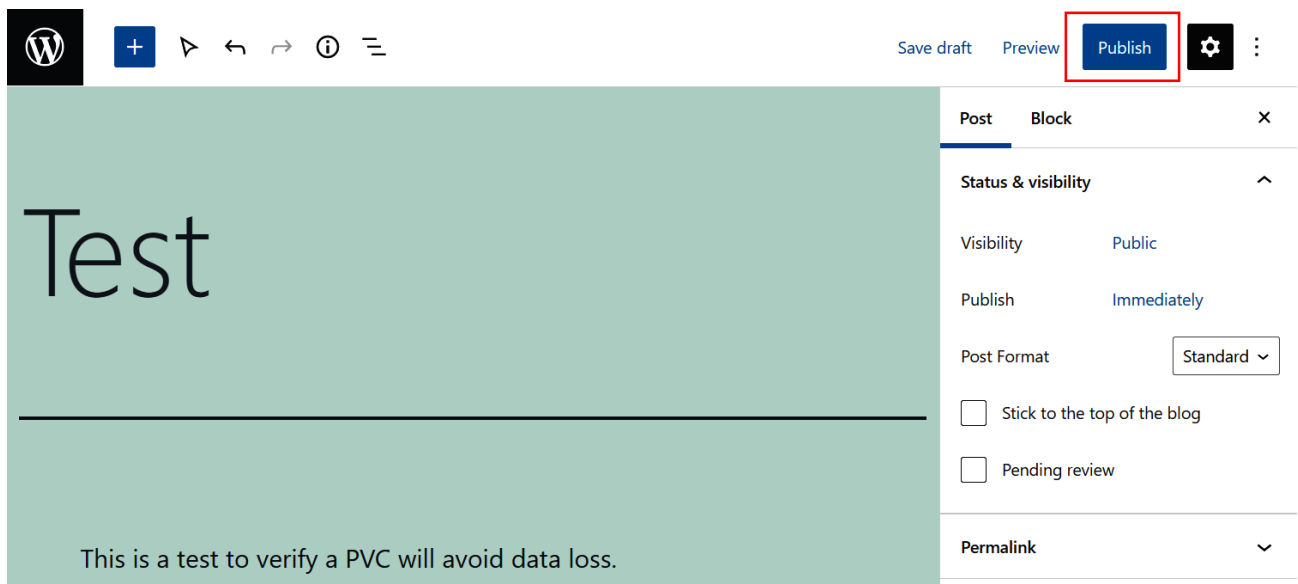 Save draft Preview Publish
Post Block
Status & visibility
Test
Visibility Public
Publish Immediately
Post Format Standard
Stick to the top of the blog
Pending review
This is a test to verify a PVC will avoid data loss.
Permalink